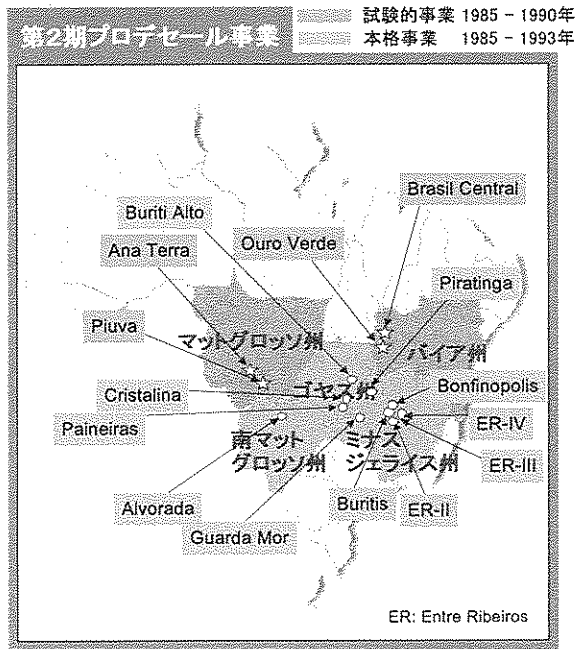 第2期プロデセール事業
試験的事業 1985 - 1990年
本格事業 1985 - 1993年
Brasil Central
Buriti Alto
Ouro Verde
Ana Terra
Piratinga
Piuva
マットグロッソ州
バイア州
ゴヤス州
Cristalina
Bonfinopolis
Paineiras
ER-IV
南マット
グロッソ州
ミナス
ジェライス州
ER-III
Alvorada
Buritis
ER-II
Guarda Mor
ER: Entre Ribeiros